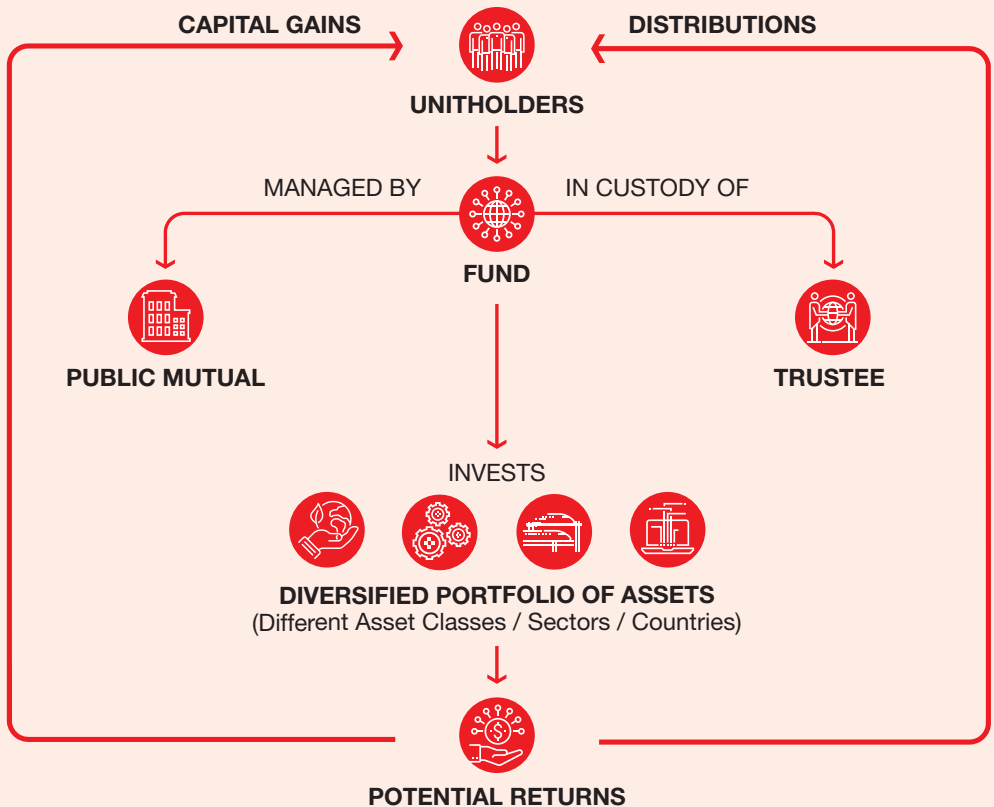 CAPITAL GAINS
DISTRIBUTIONS
UNITHOLDERS
MANAGED BY
IN CUSTODY OF
FUND
PUBLIC MUTUAL
TRUSTEE
INVESTS
DIVERSIFIED PORTFOLIO OF ASSETS
(Different Asset Classes / Sectors / Countries)
$
POTENTIAL RETURNS